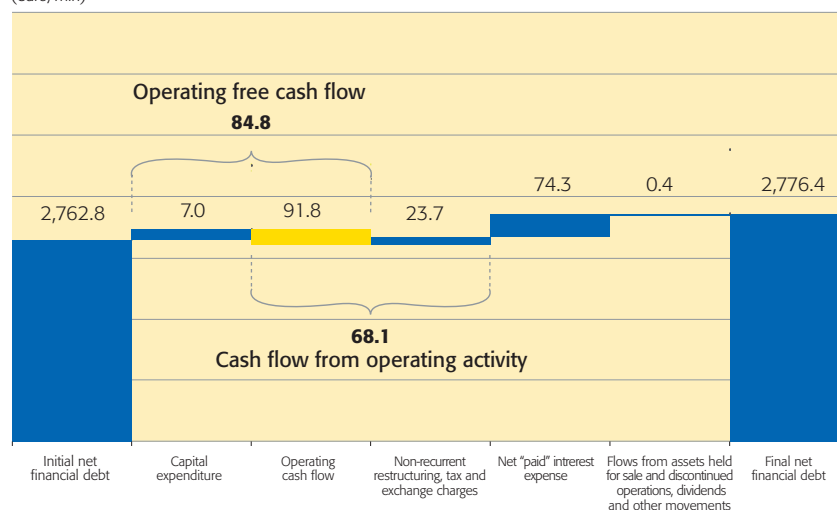 (euro/mln)
Operating free cash flow
84.8
2,762.8
7.0
91.8
23.7
74.3
0.4
2,776.4
68.1
Cash flow from operating activity
Initial net
financial debt
Capital
expenditure
Operating
cash flow
Non-recurrent
restructuring, tax and
exchange charges
Net “paid” intrerest
expense
Flows from assets held
for sale and discontinued
operations, dividends
and other movements
Final net
financial debt